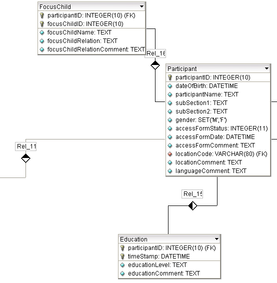 FocusChild
participantID: INTEGER(10) (FK)
focusChildID: INTEGER(10)
focusChildName: TEXT
focusChildRelation: TEXT
focusChildRelationComment: TEXT
Rel_16
Participant
participantID: INTEGER(10)
dateOfBirth: DATETIME
participantName: TEXT
subSection1: TEXT
subSection2: TEXT
gender: SET('M','F')
accessFormStatus: INTEGER(11)
accessFormDate: DATETIME
accessFormComment: TEXT
locationCode: VARCHAR(80) (FK)
locationComment: TEXT
languageComment: TEXT
Rel_11
Rel_15
Education
participantID: INTEGER(10) (FK)
timeStamp: DATETIME
educationLevel: TEXT
educationComment: TEXT